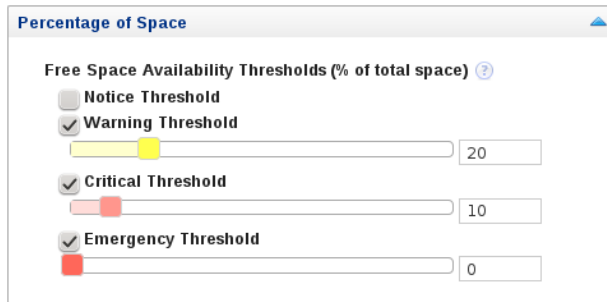 Percentage of Space
Free Space Availability Thresholds (% of total space) ?
Notice Threshold
Warning Threshold
20
Critical Threshold
10
Emergency Threshold
0